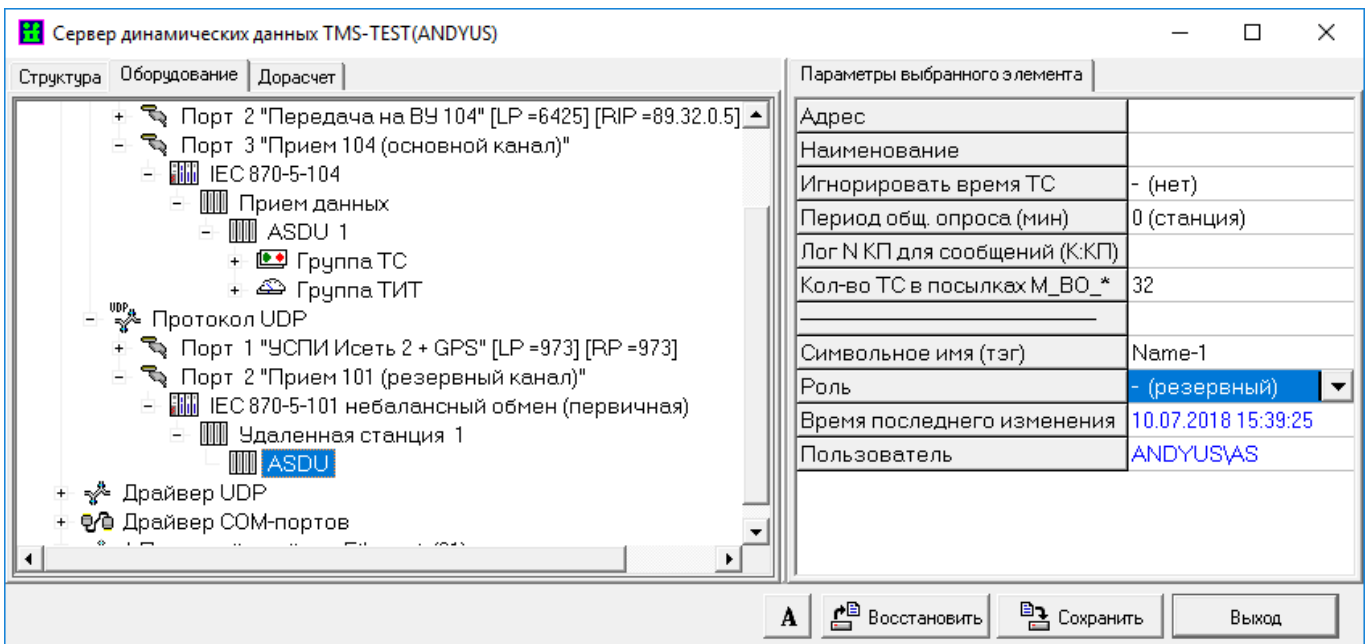 Сервер динамических данных TMS-TEST(ANDYUS)
Структура Оборудование Дорасчет
Порт 2 "Передача на ВУ 104" [LP =6425] [RIP =89.32.0.5]
Порт 3 "Прием 104 (основной канал)"
IEC 870-5-104
Прием данных
ASDU 1
Группа ТС
Группа ТИТ
UDP Протокол UDP
Порт 1 "УСПИ Исеть 2 + GPS" [LP =973] [RP =973]
Порт 2 "Прием 101 (резервный канал)"
IEC 870-5-101 небалансный обмен (первичная)
Удаленная станция 1
ASDU
Драйвер UDP
Драйвер COM-портов
Параметры выбранного элемента
Адрес
Наименование
Игнорировать время ТС - (нет)
Период общ. опроса (мин) 0 (станция)
Лог N КП для сообщений (К:КП)
Кол-во ТС в посылках M_BO_* 32
Символьное имя (тэг) Name-1
Роль - (резервный)
Время последнего изменения 10.07.2018 15:39:25
Пользователь ANDYUS\AS
A Восстановить Сохранить Выход